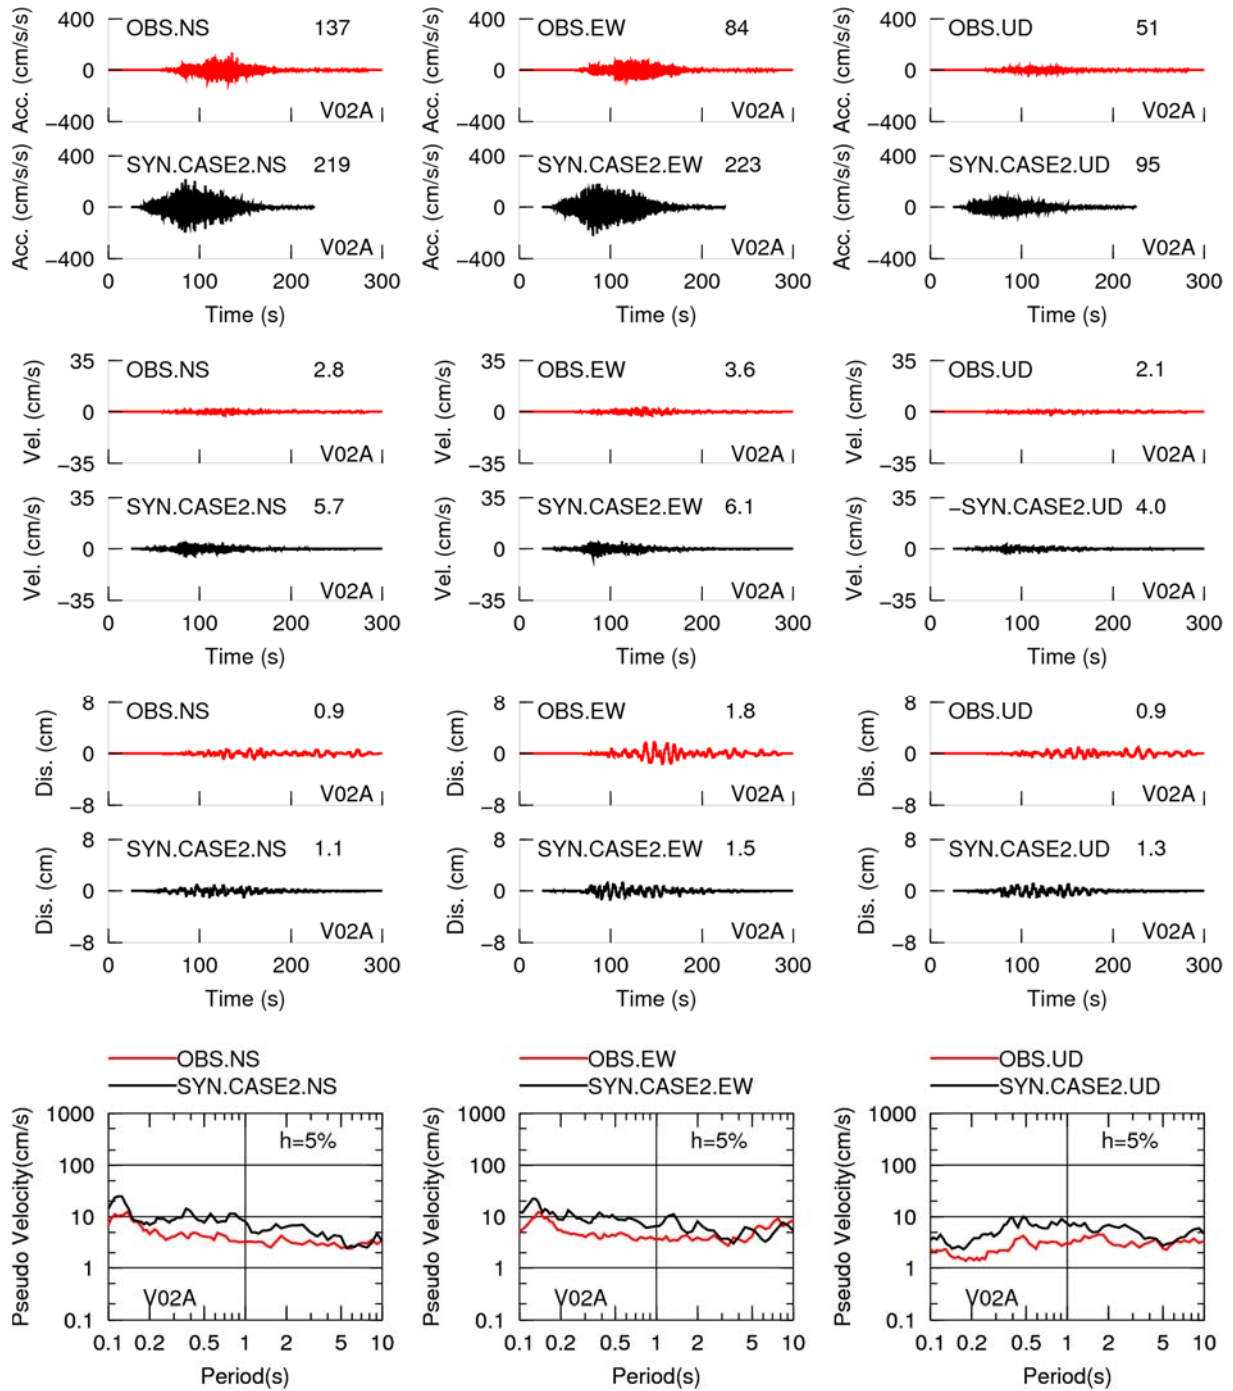 OBS.NS 137
400
0
−400
Acc. (cm/s/s)
V02A
OBS.EW 84
400
0
−400
Acc. (cm/s/s)
V02A
OBS.UD 51
400
0
−400
Acc. (cm/s/s)
V02A
SYN.CASE2.NS 219
400
0
−400
Acc. (cm/s/s)
V02A
0 100 200 300
Time (s)
SYN.CASE2.EW 223
400
0
−400
Acc. (cm/s/s)
V02A
0 100 200 300
Time (s)
SYN.CASE2.UD 95
400
0
−400
Acc. (cm/s/s)
V02A
0 100 200 300
Time (s)
OBS.NS 2.8
35
0
−35
Vel. (cm/s)
V02A
OBS.EW 3.6
35
0
−35
Vel. (cm/s)
V02A
OBS.UD 2.1
35
0
−35
Vel. (cm/s)
V02A
SYN.CASE2.NS 5.7
35
0
−35
Vel. (cm/s)
V02A
0 100 200 300
Time (s)
SYN.CASE2.EW 6.1
35
0
−35
Vel. (cm/s)
V02A
0 100 200 300
Time (s)
−SYN.CASE2.UD 4.0
35
0
−35
Vel. (cm/s)
V02A
0 100 200 300
Time (s)
OBS.NS 0.9
8
0
−8
Dis. (cm)
V02A
OBS.EW 1.8
8
0
−8
Dis. (cm)
V02A
OBS.UD 0.9
8
0
−8
Dis. (cm)
V02A
SYN.CASE2.NS 1.1
8
0
−8
Dis. (cm)
V02A
0 100 200 300
Time (s)
SYN.CASE2.EW 1.5
8
0
−8
Dis. (cm)
V02A
0 100 200 300
Time (s)
SYN.CASE2.UD 1.3
8
0
−8
Dis. (cm)
V02A
0 100 200 300
Time (s)
OBS.NS
SYN.CASE2.NS
1000
100
10
1
0.1
Pseudo Velocity(cm/s)
h=5%
V02A
0.1 0.2 0.5 1 2 5 10
Period(s)
OBS.EW
SYN.CASE2.EW
1000
100
10
1
0.1
Pseudo Velocity(cm/s)
h=5%
V02A
0.1 0.2 0.5 1 2 5 10
Period(s)
OBS.UD
SYN.CASE2.UD
1000
100
10
1
0.1
Pseudo Velocity(cm/s)
h=5%
V02A
0.1 0.2 0.5 1 2 5 10
Period(s)